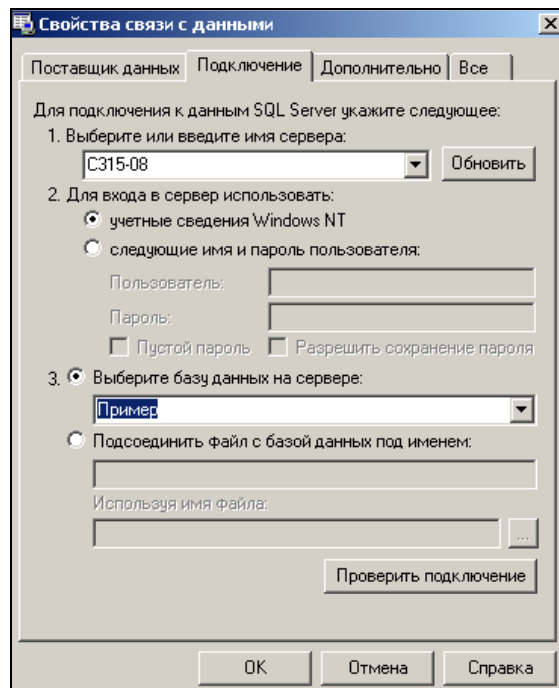 Свойства связи с данными
Поставщик данных Подключение Дополнительно Все
Для подключения к данным SQL Server укажите следующее:
1. Выберите или введите имя сервера:
C315-08 Обновить
2. Для входа в сервер использовать:
учетные сведения Windows NT
следующие имя и пароль пользователя:
Пользователь:
Пароль:
Пустой пароль Разрешить сохранение пароля
3. Выберите базу данных на сервере:
Пример
Подсоединить файл с базой данных под именем:
Используя имя файла:
...
Проверить подключение
OK Отмена Справка